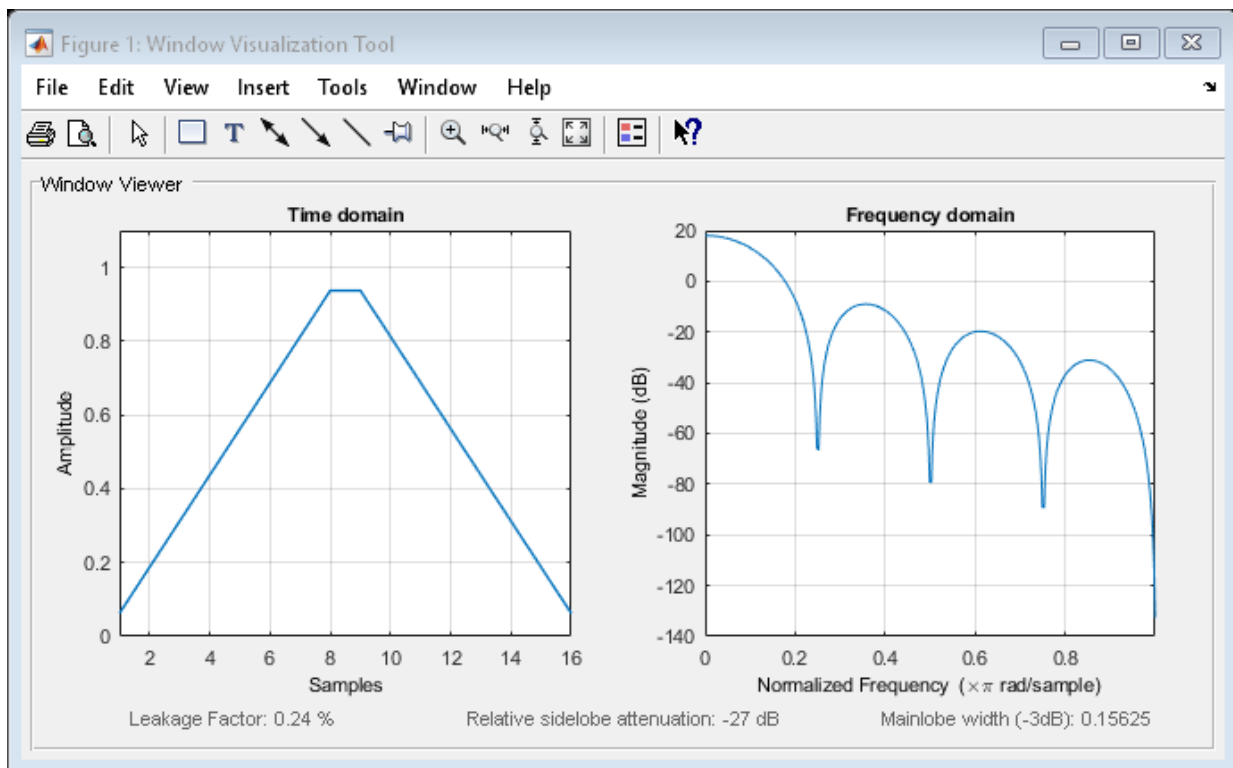 Figure 1: Window Visualization Tool
File Edit View Insert Tools Window Help
T
?
Window Viewer
Time domain
1
0.8
0.6
0.4
0.2
0
Amplitude
2 4 6 8 10 12 14 16
Samples
Frequency domain
20
0
-20
-40
-60
-80
-100
-120
-140
Magnitude (dB)
0 0.2 0.4 0.6 0.8
Normalized Frequency (×π rad/sample)
Leakage Factor: 0.24 % Relative sidelobe attenuation: -27 dB Mainlobe width (-3dB): 0.15625